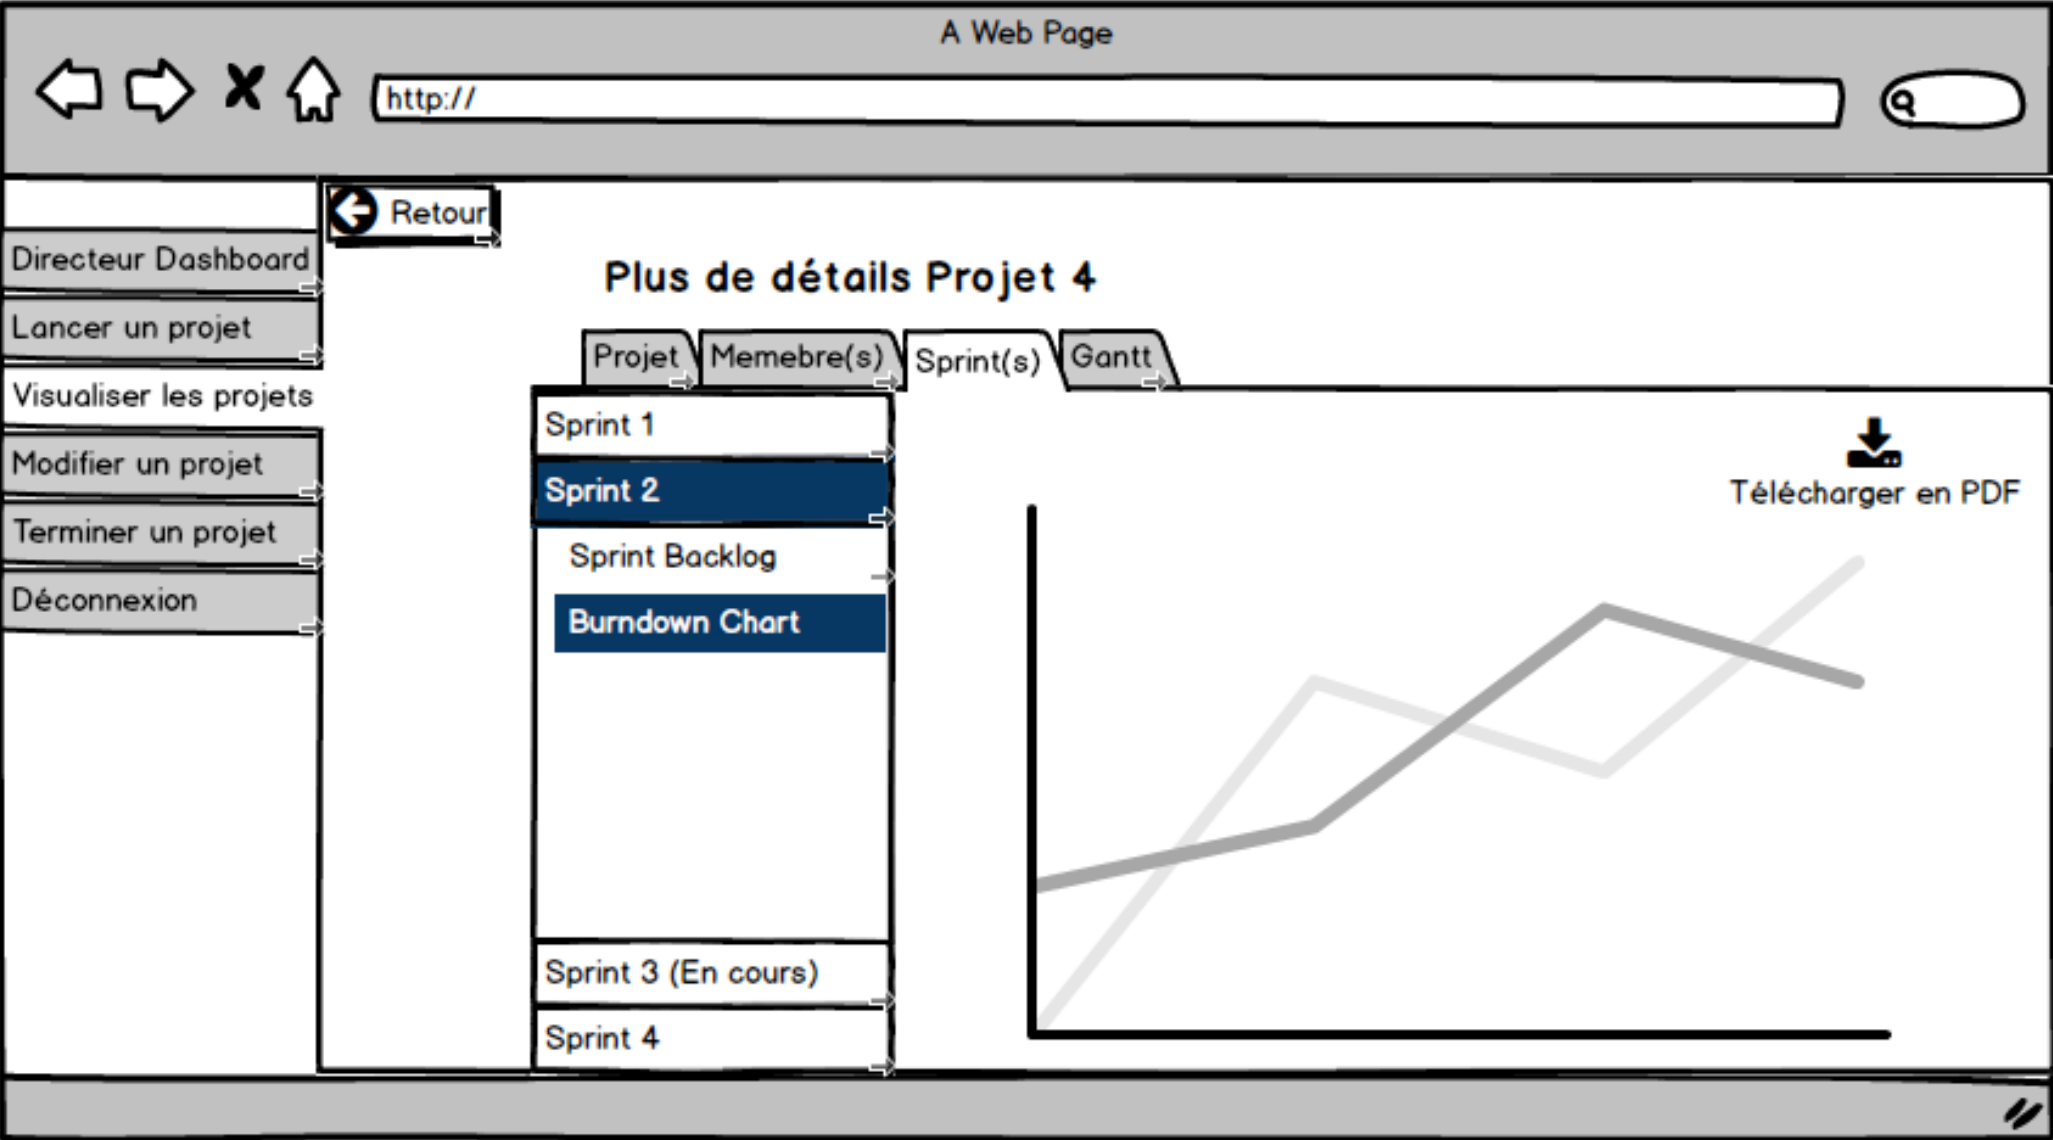 A Web Page
http://
Retour
Directeur Dashboard
Lancer un projet
Visualiser les projets
Modifier un projet
Terminer un projet
Déconnexion
Plus de détails Projet 4
Projet
Memebre(s)
Sprint(s)
Gantt
Sprint 1
Sprint 2
Sprint Backlog
Burndown Chart
Sprint 3 (En cours)
Sprint 4
Télécharger en PDF